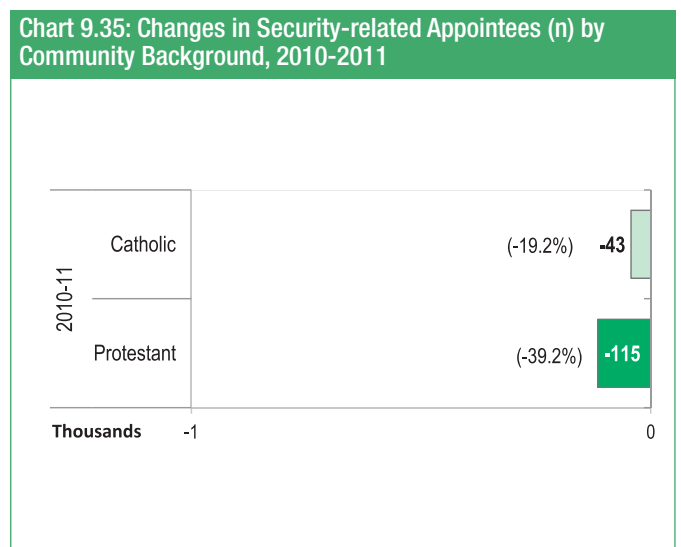 Chart 9.35: Changes in Security-related Appointees (n) by
Community Background, 2010-2011
2010-11
Catholic
(-19.2%) -43
Protestant
(-39.2%) -115
Thousands -1 0